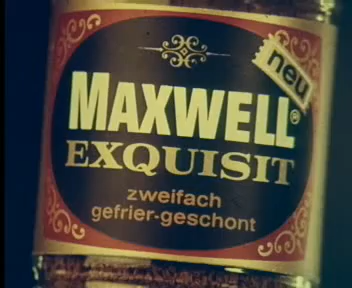 neu
MAXWELL®
EXQUISIT
zweifach
gefrier-geschont